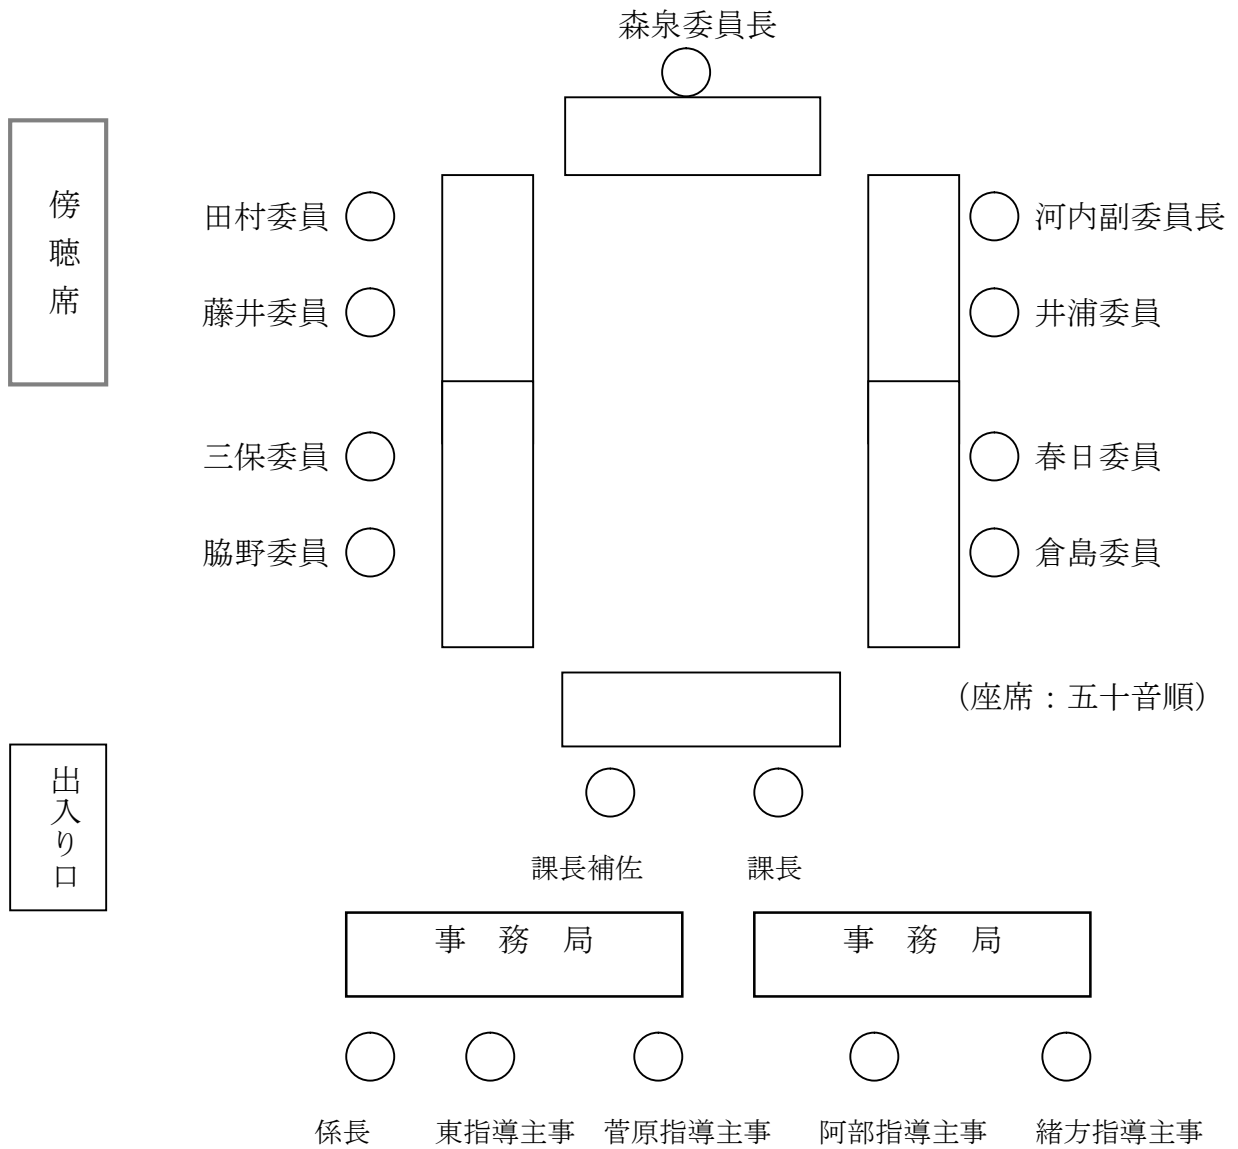 森泉委員長
傍聴席
田村委員
河内副委員長
藤井委員
井浦委員
三保委員
春日委員
脇野委員
倉島委員
（座席：五十音順）
出入り口
課長補佐
課長
事　務　局
事　務　局
係長
東指導主事
菅原指導主事
阿部指導主事
緒方指導主事